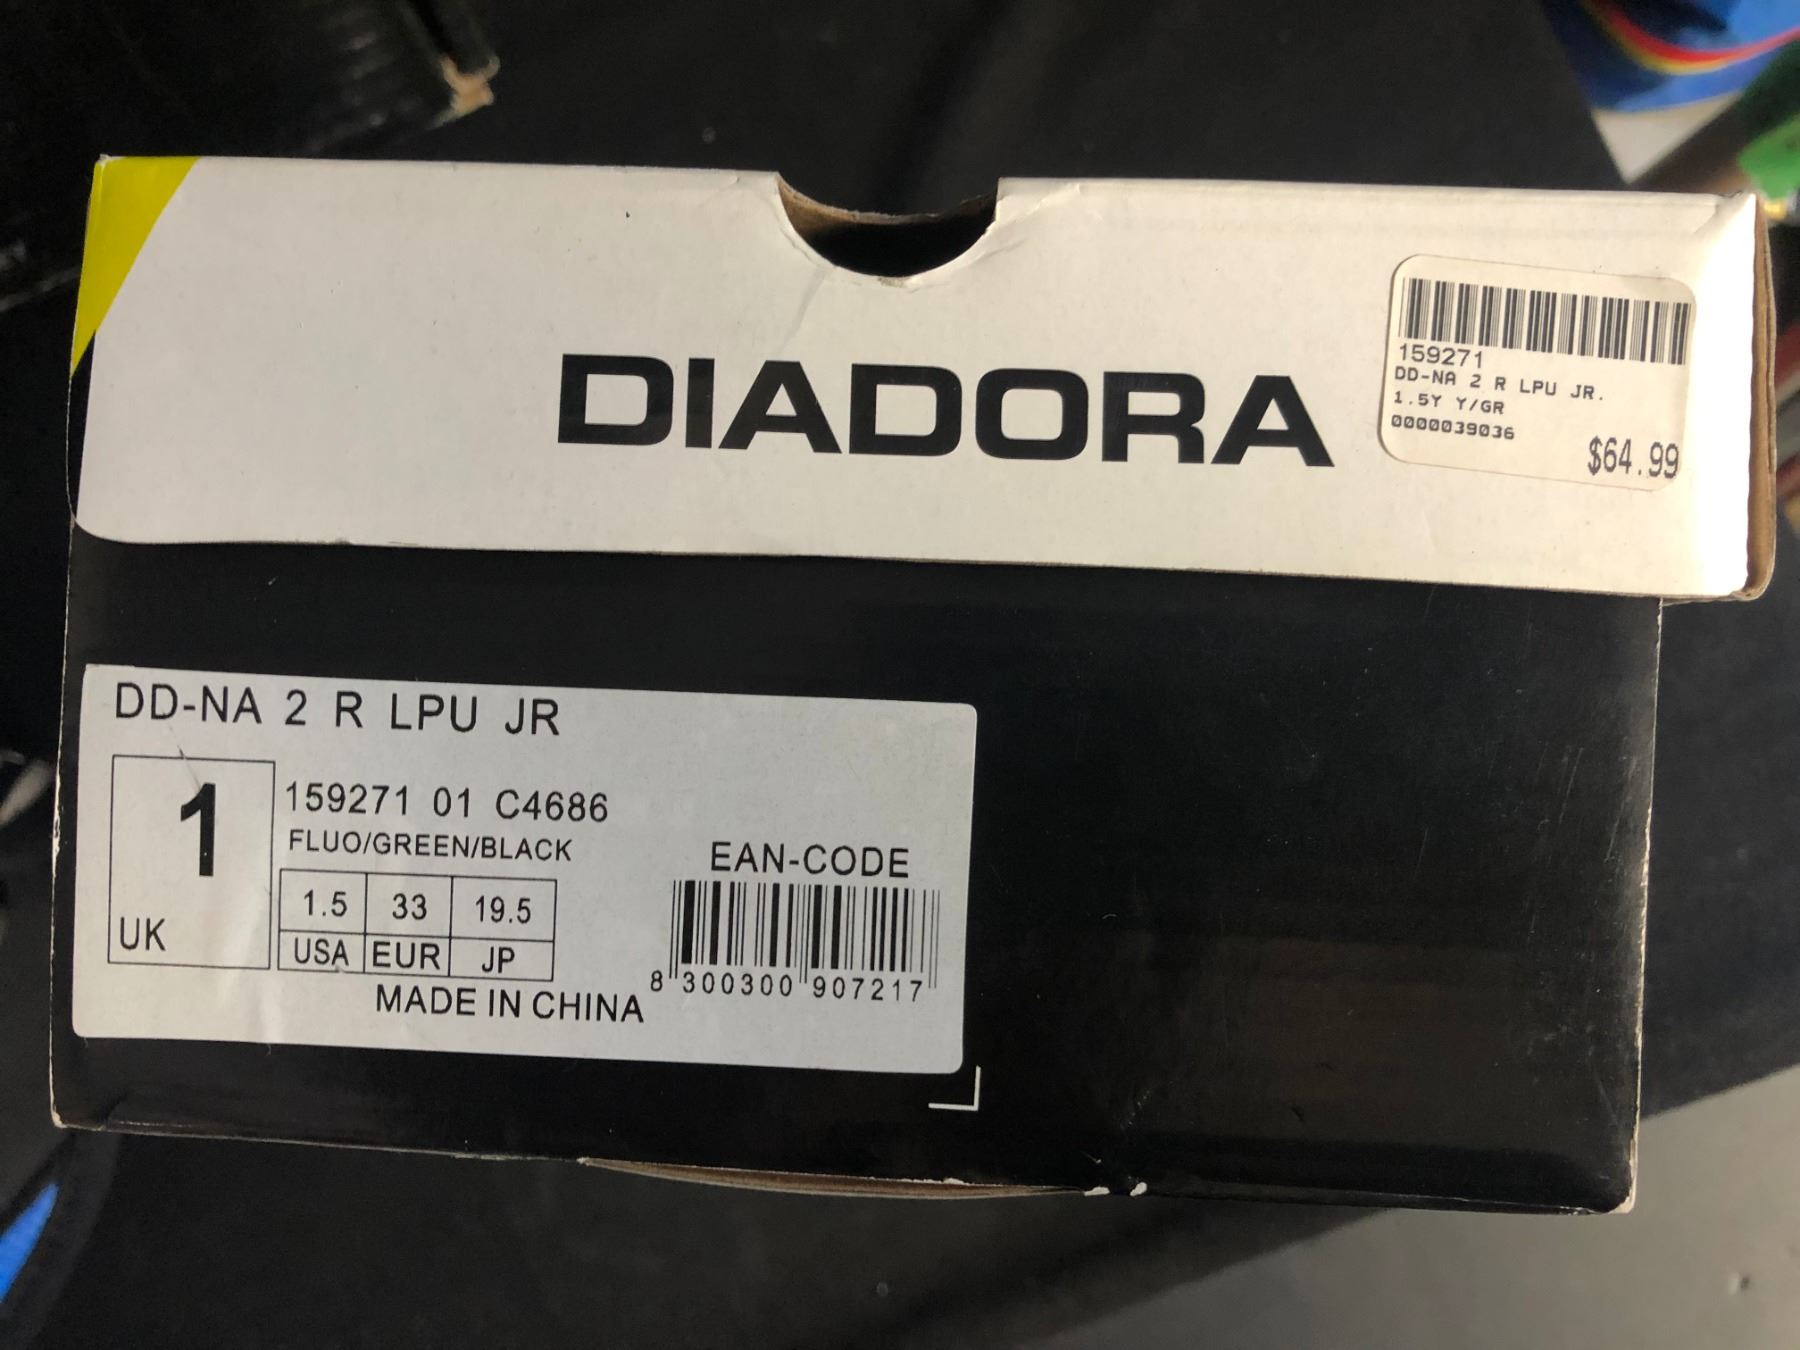 DIADORA
159271
DD-NA 2 R LPU JR.
1.5Y Y/GR
0000039036
$64.99
DD-NA 2 R LPU JR
1
UK
159271 01 C4686
FLUO/GREEN/BLACK
1.5 33 19.5
USA EUR JP
MADE IN CHINA
EAN-CODE
8 300300 907217